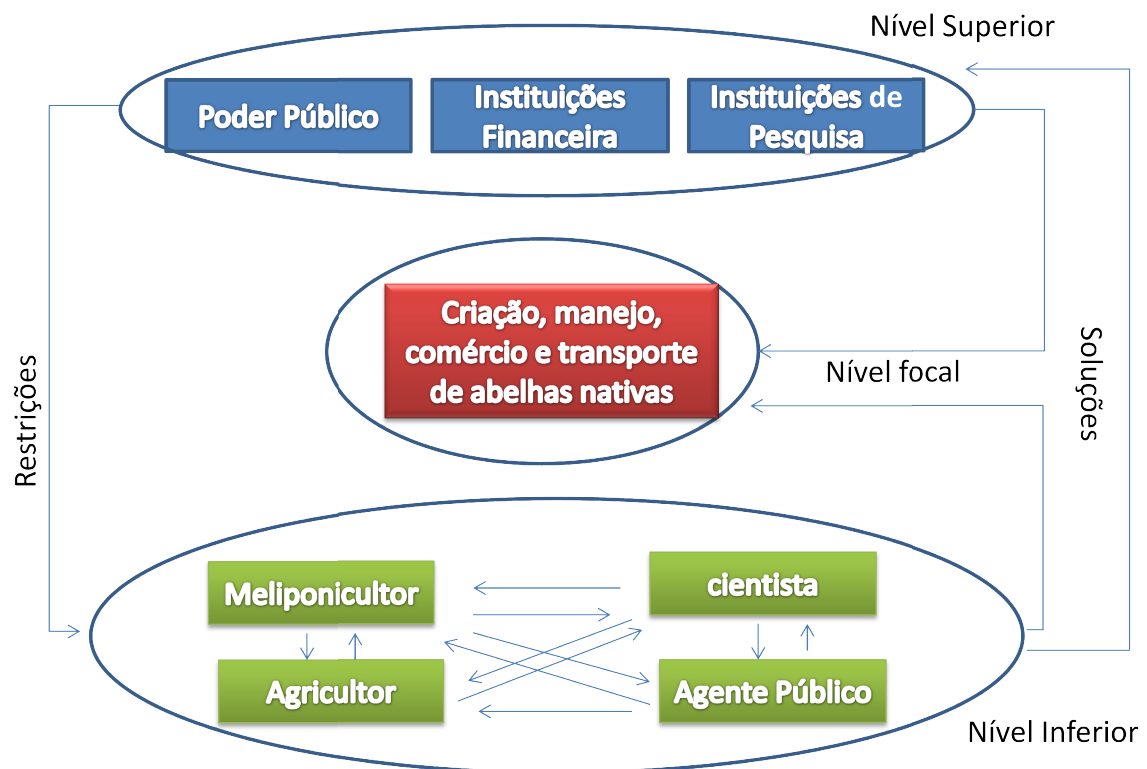 Nível Superior
Poder Público
Instituições
Financeira
Instituições de
Pesquisa
Criação, manejo,
comércio e transporte
de abelhas nativas
Nível focal
Restrições
Soluções
Meliponicultor
cientista
Agricultor
Agente Público
Nível Inferior